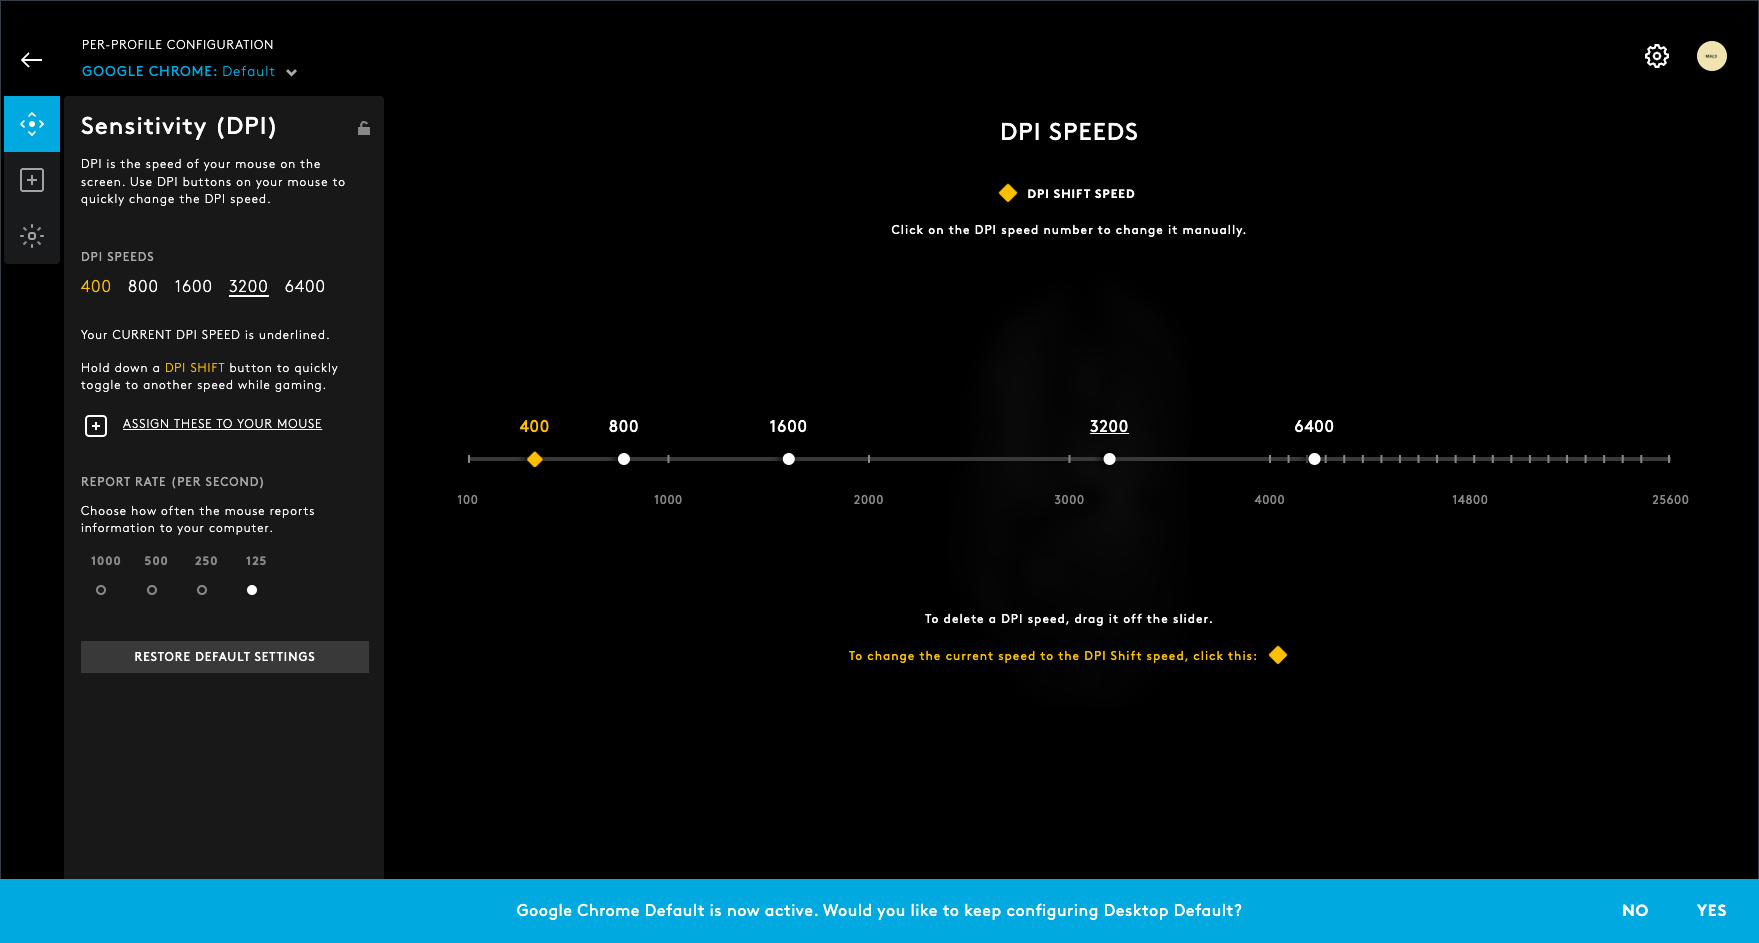 PER-PROFILE CONFIGURATION
GOOGLE CHROME: Default
Sensitivity (DPI)
DPI is the speed of your mouse on the
screen. Use DPI buttons on your mouse to
quickly change the DPI speed.
DPI SPEEDS
400 800 1600 3200 6400
Your CURRENT DPI SPEED is underlined.
Hold down a DPI SHIFT button to quickly
toggle to another speed while gaming.
ASSIGN THESE TO YOUR MOUSE
REPORT RATE (PER SECOND)
Choose how often the mouse reports
information to your computer.
1000 500 250 125
RESTORE DEFAULT SETTINGS
DPI SPEEDS
DPI SHIFT SPEED
Click on the DPI speed number to change it manually.
400 800 1600 3200 6400
100 1000 2000 3000 4000 14800 25600
To delete a DPI speed, drag it off the slider.
To change the current speed to the DPI Shift speed, click this:
Google Chrome Default is now active. Would you like to keep configuring Desktop Default?
NO YES